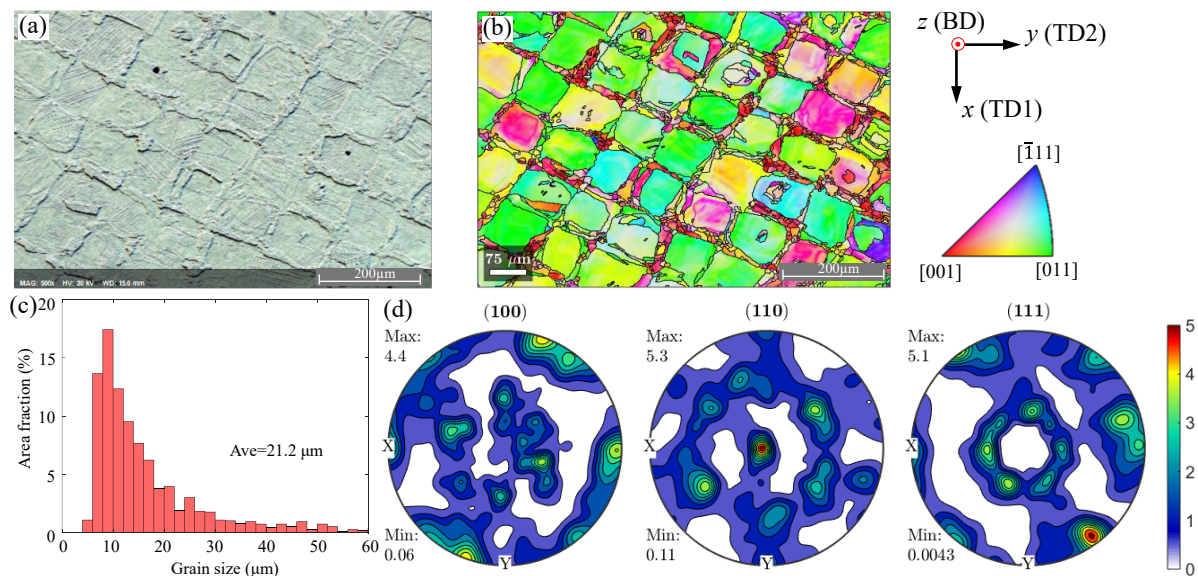 (a)
MAG: 500x HV: 20 kV WD: 15.0 mm
200μm
(b)
75 μm
200μm
z (BD)
y (TD2)
x (TD1)
[1̅11]
[001]
[011]
(c)
20
15
10
5
0
Area fraction (%)
Ave=21.2 μm
0 10 20 30 40 50 60
Grain size (μm)
(d)
(100)
Max:
4.4
X
Y
Min:
0.06
(110)
Max:
5.3
X
Y
Min:
0.11
(111)
Max:
5.1
X
Y
Min:
0.0043
5
4
3
2
1
0